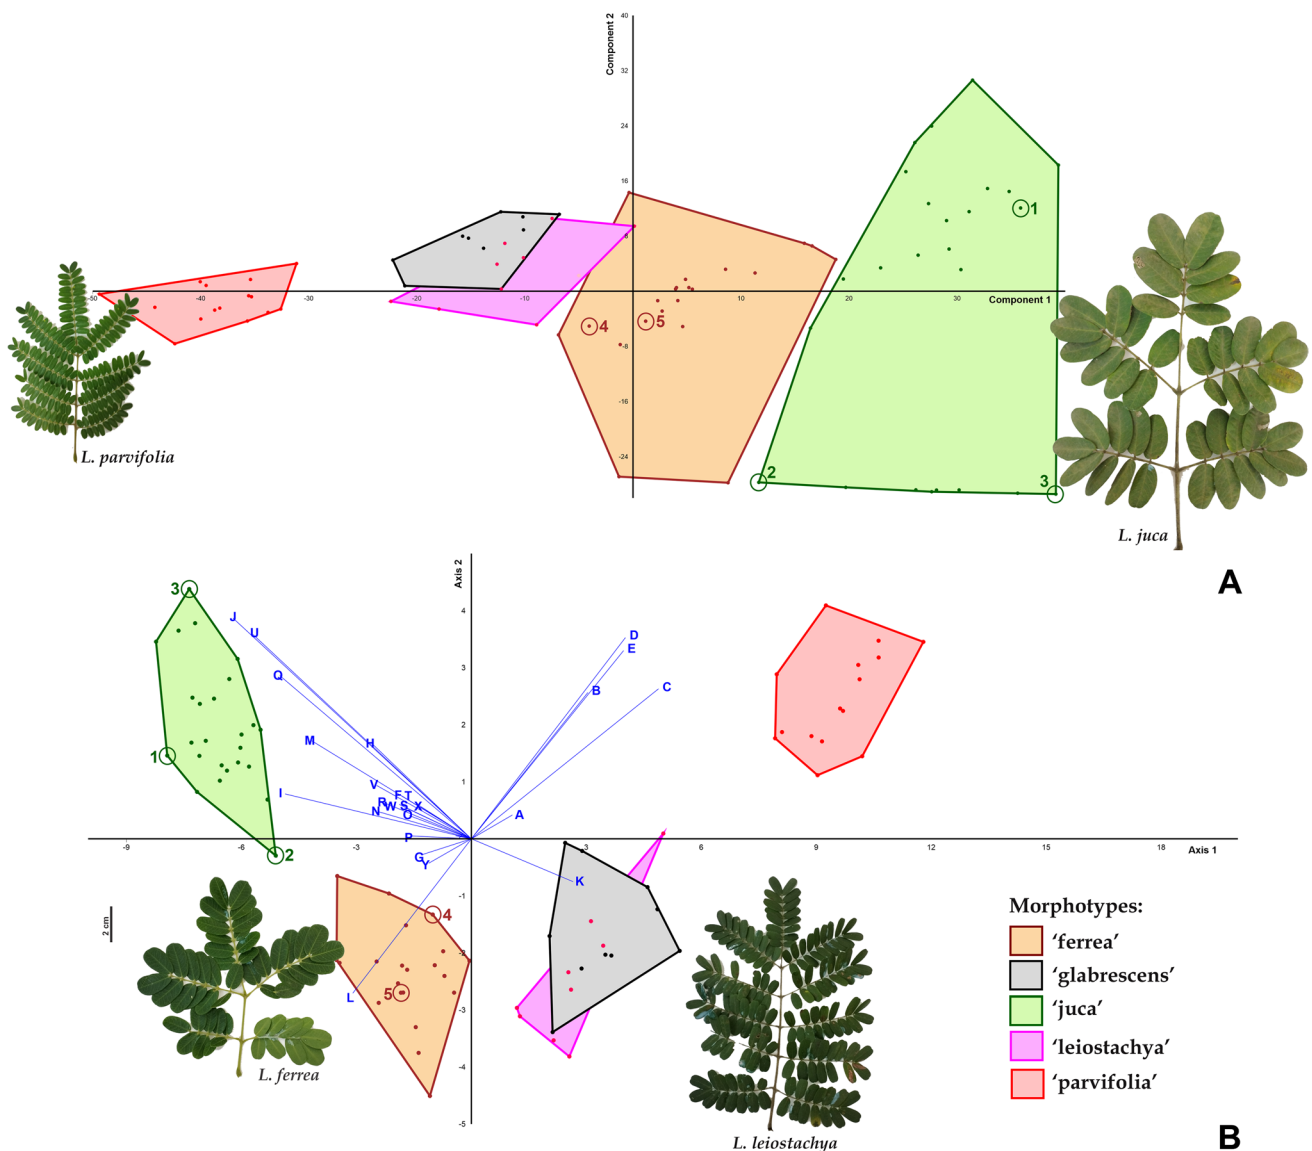 Component 2
40
32
24
16
8
-50
-40
-30
-20
-10
10
20
30
Component 1
-8
-16
-24
1
2
3
4
5
L. parvifolia
L. juca
A
Axis 2
4
3
2
1
-1
-2
-3
-4
-5
-9
-6
-3
3
6
9
12
15
18
Axis 1
3
1
2
4
5
J
U
Q
M
H
I
V
F
T
R
W
S
X
N
O
P
G
Y
L
D
E
B
C
A
K
2 cm
L. ferrea
L. leiostachya
Morphotypes:
‘ferrea’
‘glabrescens’
‘juca’
‘leiostachya’
‘parvifolia’
B